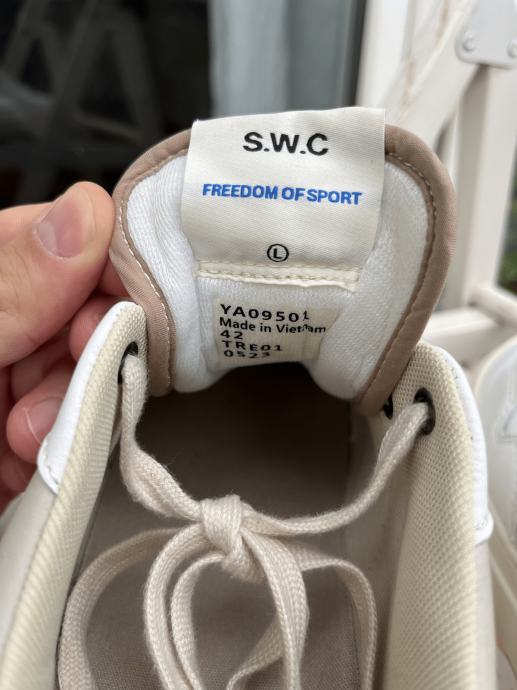 S.W.C
FREEDOM OF SPORT
L
YA09501
Made in Vietnam
42
TRE01
0523